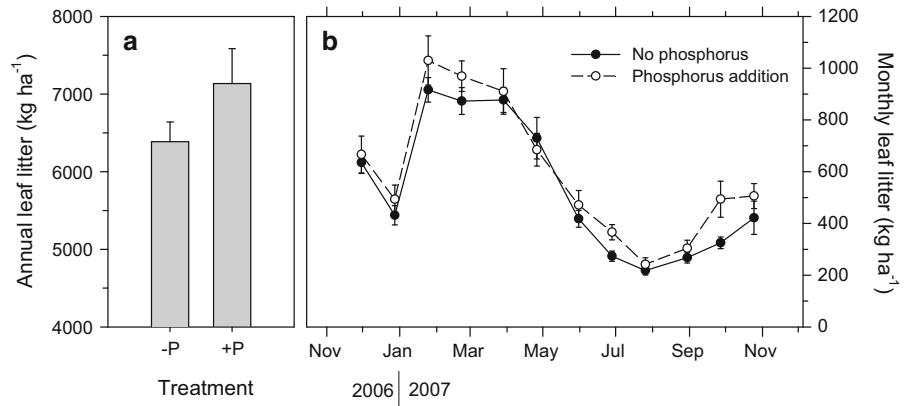 a
Annual leaf litter (kg ha⁻¹)
8000
7000
6000
5000
4000
-P +P
Treatment
b
No phosphorus
Phosphorus addition
1200
1000
800
600
400
200
0
Monthly leaf litter (kg ha⁻¹)
Nov Jan Mar May Jul Sep Nov
2006 2007